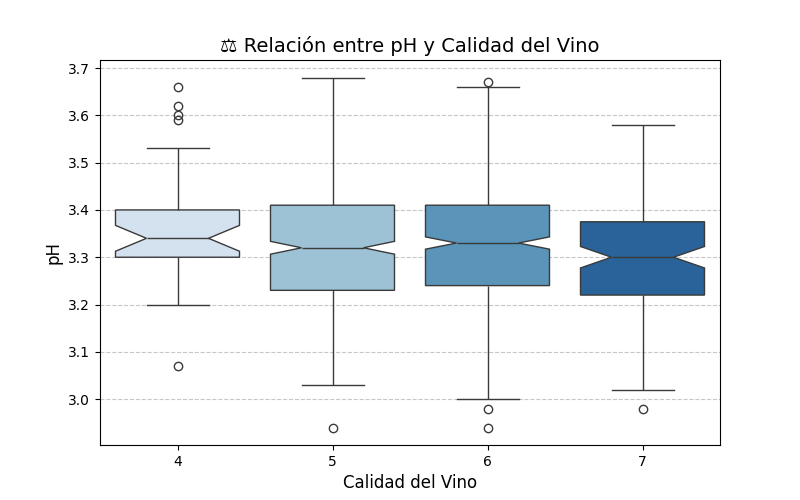 ⚖ Relación entre pH y Calidad del Vino
3.7
3.6
3.5
3.4
3.3
3.2
3.1
3.0
pH
4 5 6 7
Calidad del Vino